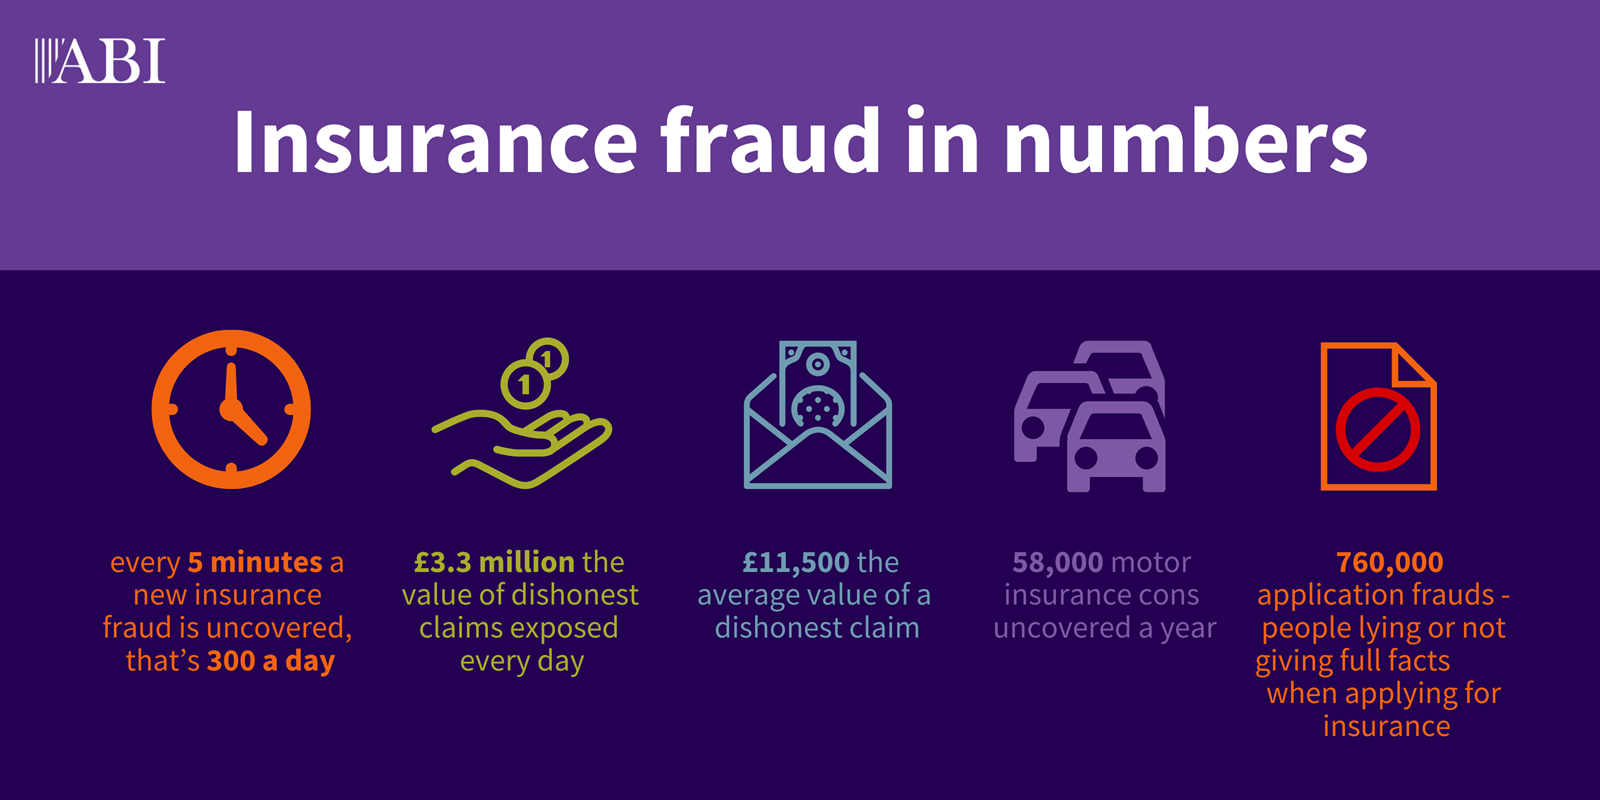 ABI
Insurance fraud in numbers
1
1
every 5 minutes a
new insurance
fraud is uncovered,
that’s 300 a day
£3.3 million the
value of dishonest
claims exposed
every day
£11,500 the
average value of a
dishonest claim
58,000 motor
insurance cons
uncovered a year
760,000
application frauds -
people lying or not
giving full facts
when applying for
insurance